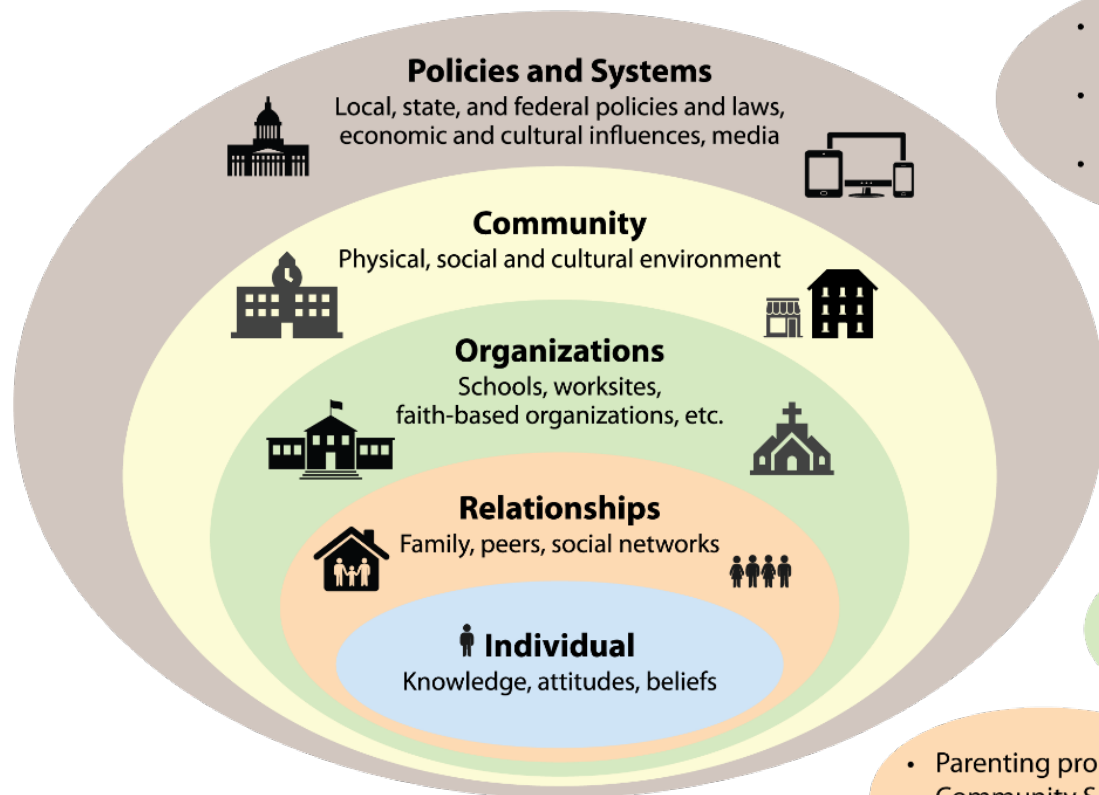 Policies and Systems
Local, state, and federal policies and laws,
economic and cultural influences, media
Community
Physical, social and cultural environment
Organizations
Schools, worksites,
faith-based organizations, etc.
Relationships
Family, peers, social networks
Individual
Knowledge, attitudes, beliefs
• Parenting
Community